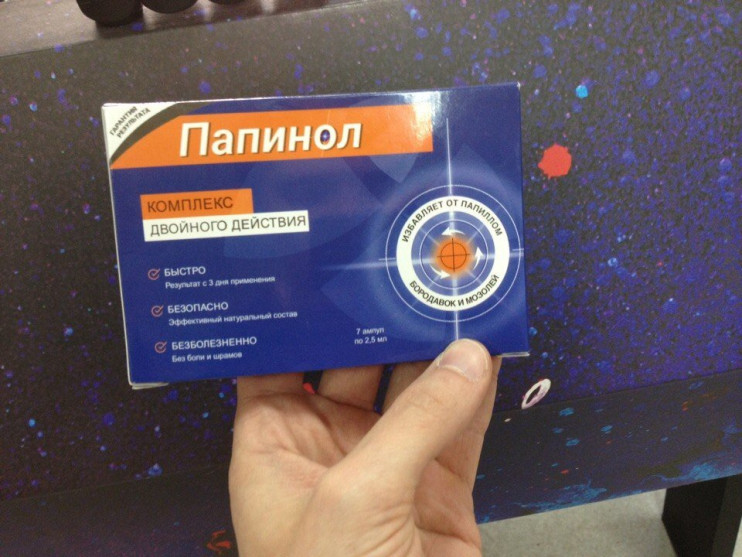 ГАРАНТИЯ
РЕЗУЛЬТАТА
Папинол
КОМПЛЕКС
ДВОЙНОГО ДЕЙСТВИЯ
БЫСТРО
Результат с 3 дня применения
БЕЗОПАСНО
Эффективный натуральный состав
БЕЗБОЛЕЗНЕННО
Без боли и шрамов
7 ампул
по 2,5 мл
ИЗБАВЛЯЕТ ОТ ПАПИЛЛОМ
БОРОДАВОК И МОЗОЛЕЙ